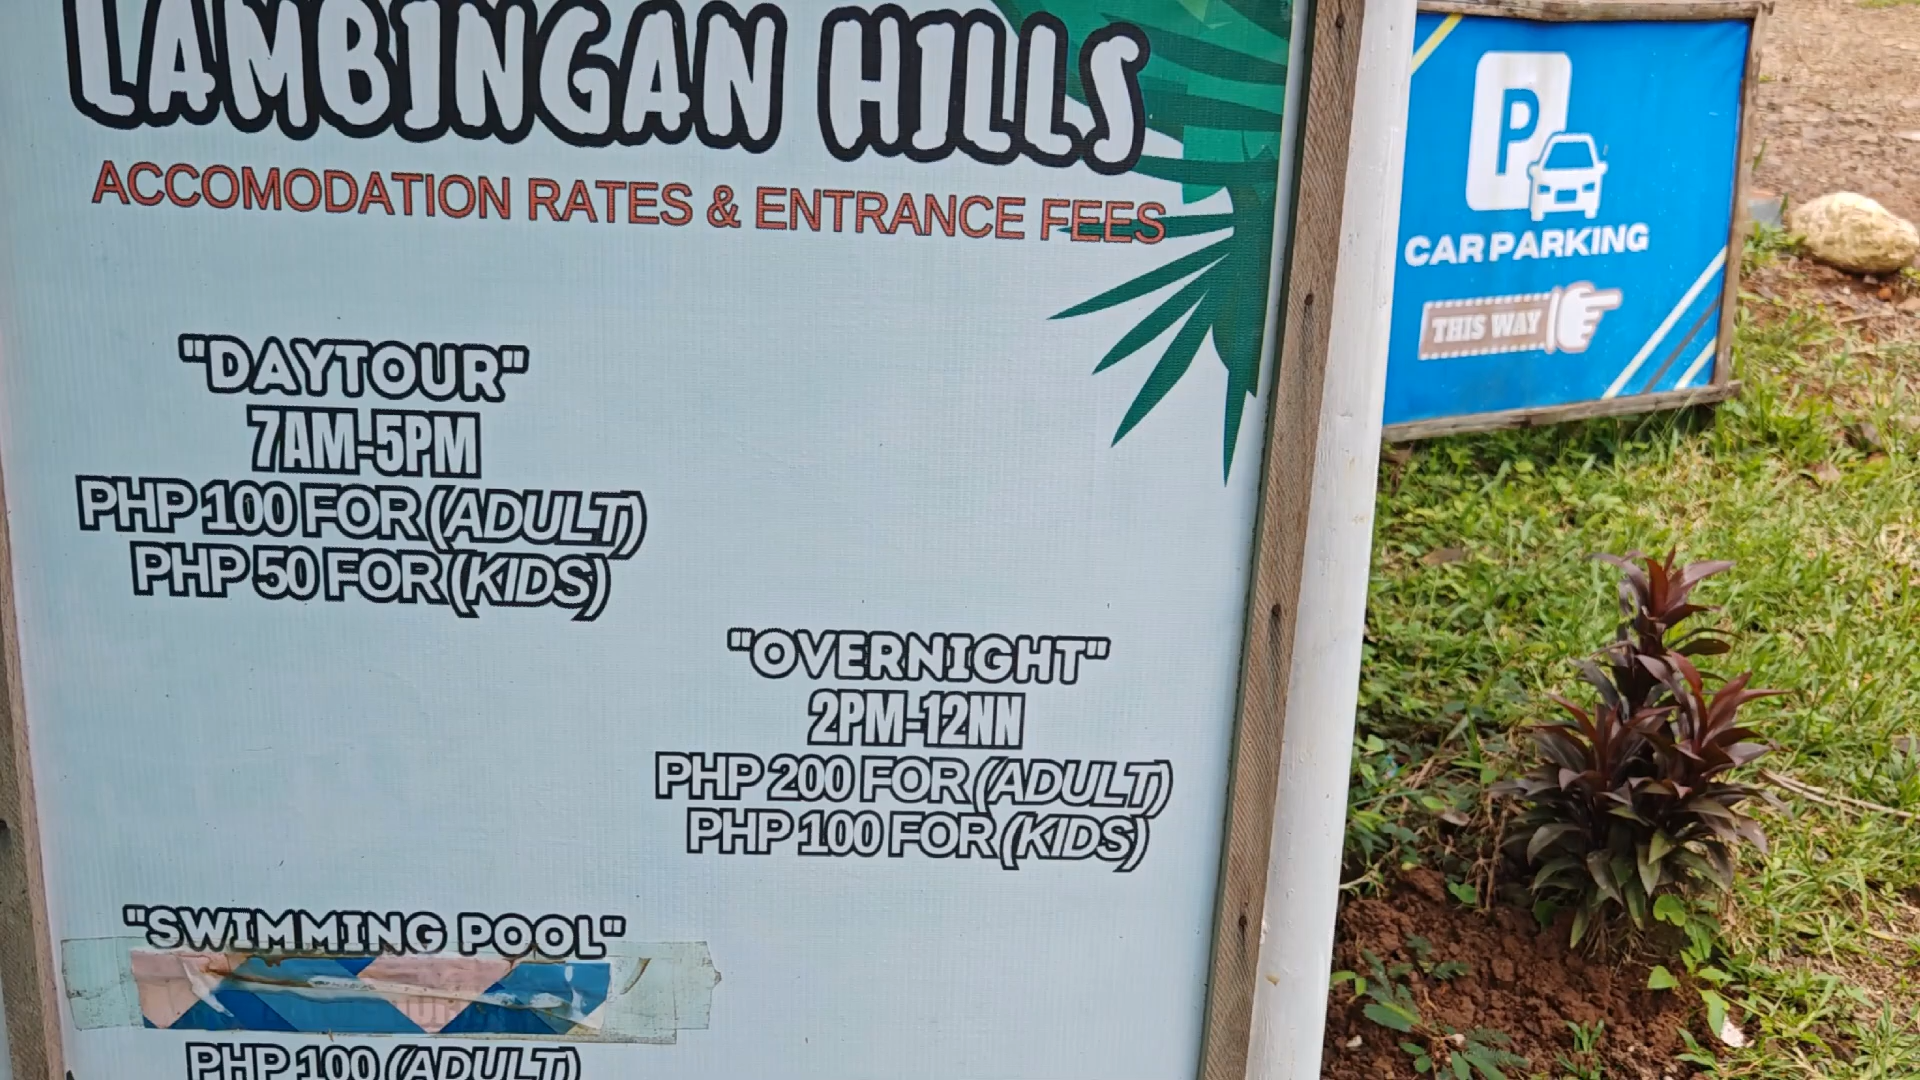 LAMBINGAN HILLS
ACCOMODATION RATES & ENTRANCE FEES
"DAYTOUR"
7AM-5PM
PHP 100 FOR (ADULT)
PHP 50 FOR (KIDS)
"OVERNIGHT"
2PM-12NN
PHP 200 FOR (ADULT)
PHP 100 FOR (KIDS)
"SWIMMING POOL"
PHP 100 (ADULT)
P
CAR PARKING
THIS WAY